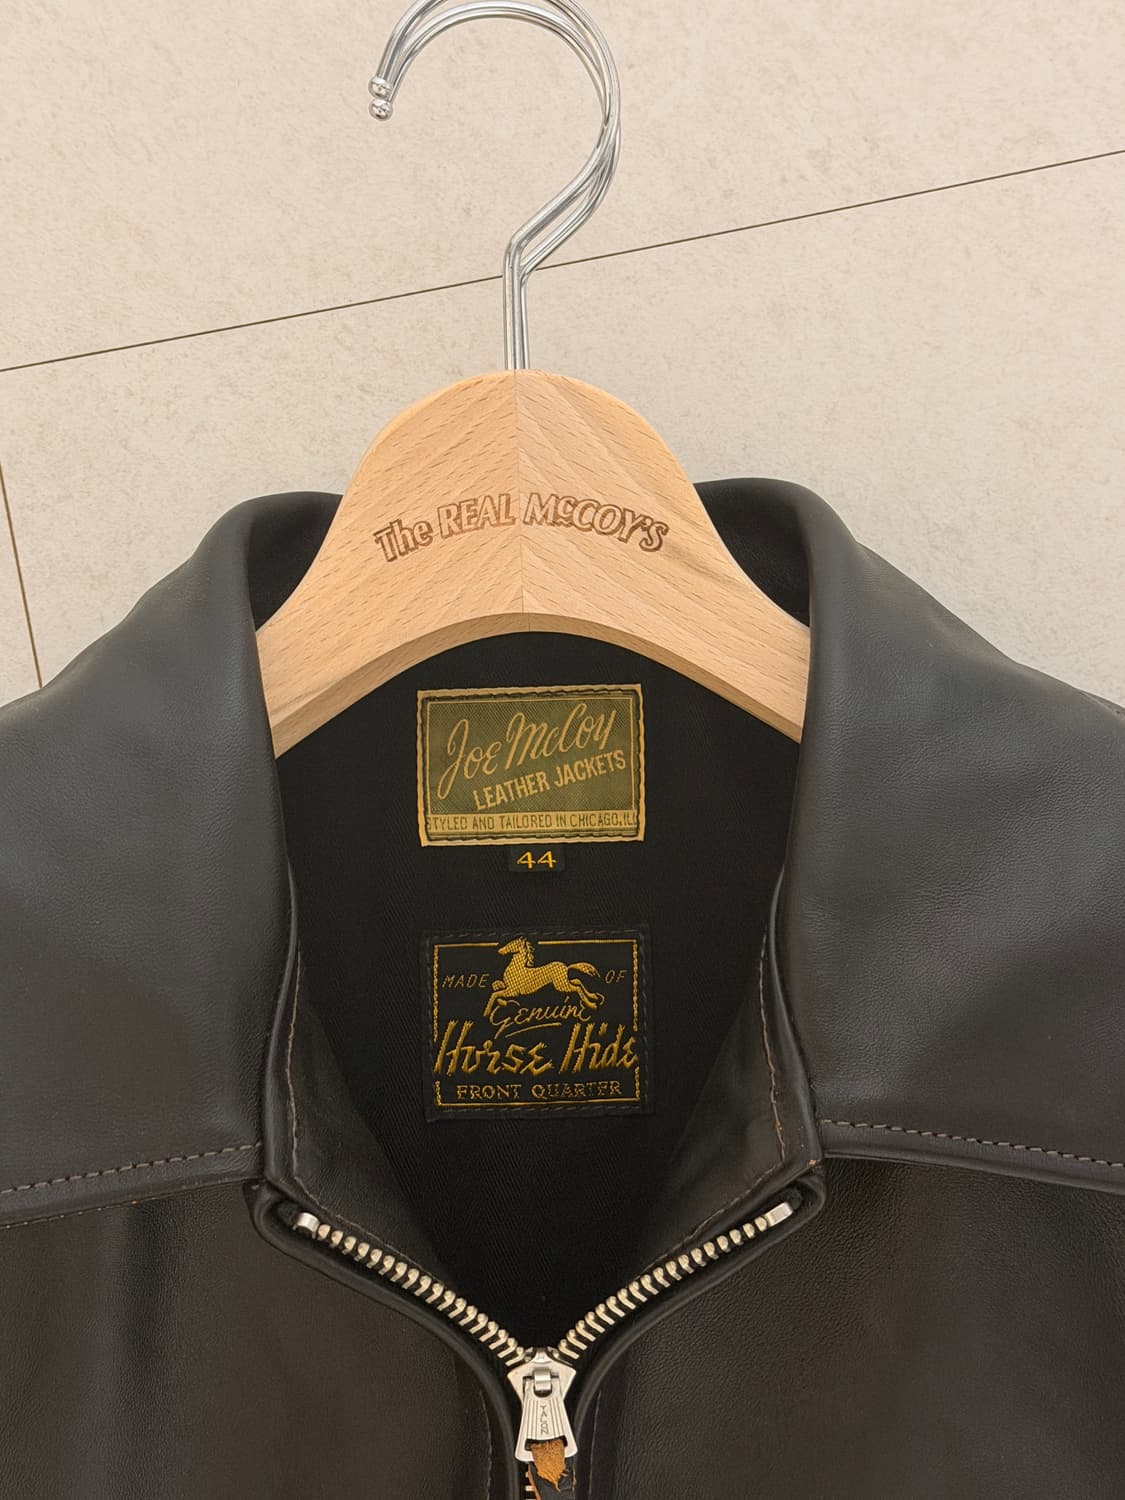 The REAL McCOY'S
Joe McCoy
LEATHER JACKETS
STYLED AND TAILORED IN CHICAGO, ILL
44
MADE OF
Genuine
Horse Hide
FRONT QUARTER
TALON